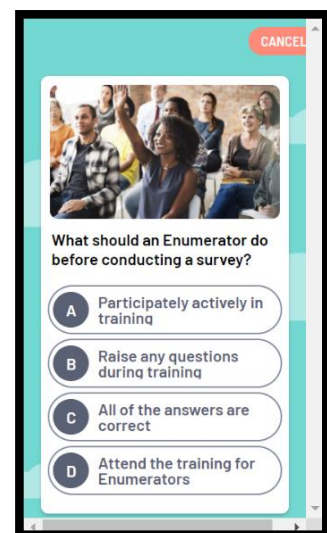 CANCEL
What should an Enumerator do
before conducting a survey?
A
Participately actively in
training
B
Raise any questions
during training
C
All of the answers are
correct
D
Attend the training for
Enumerators